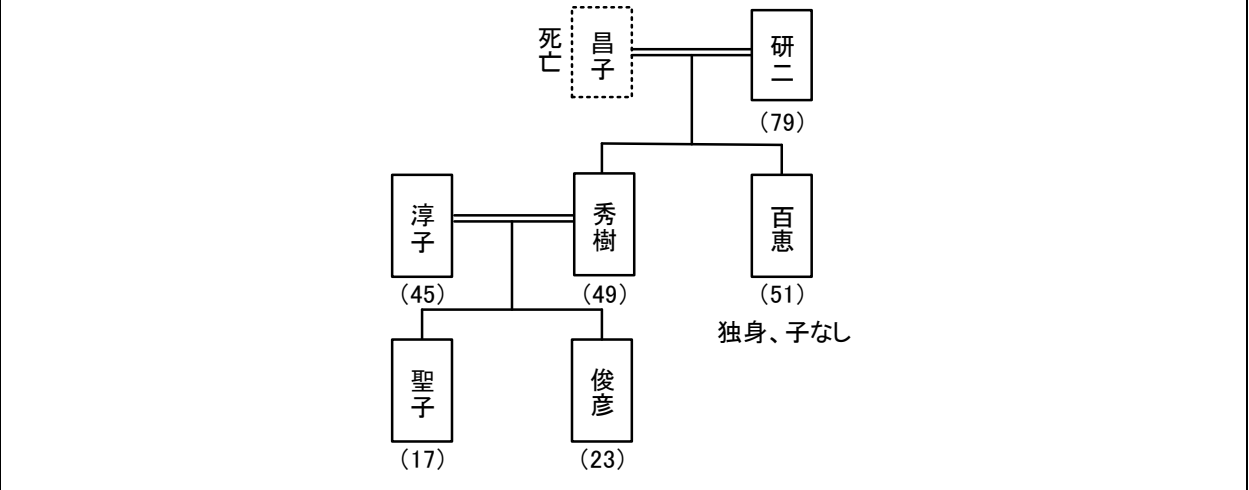 死亡
昌子
研二
（79）
淳子
秀樹
百恵
（45）
（49）
（51）
独身、子なし
聖子
俊彦
（17）
（23）